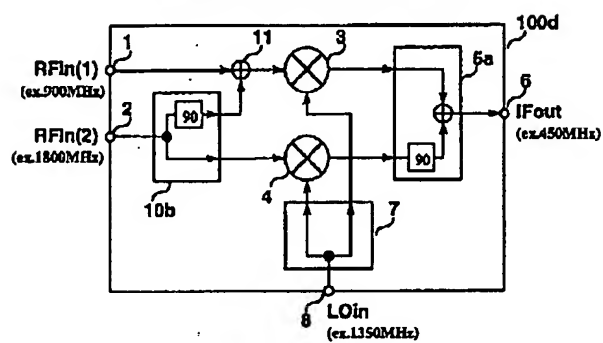 1
11
3
100d
RFin(1)
(ex.900MHz)
5a
6
2
90
IFout
RFin(2)
(ex.450MHz)
(ex.1800MHz)
90
10b
4
7
8
LOin
(ex.1350MHz)